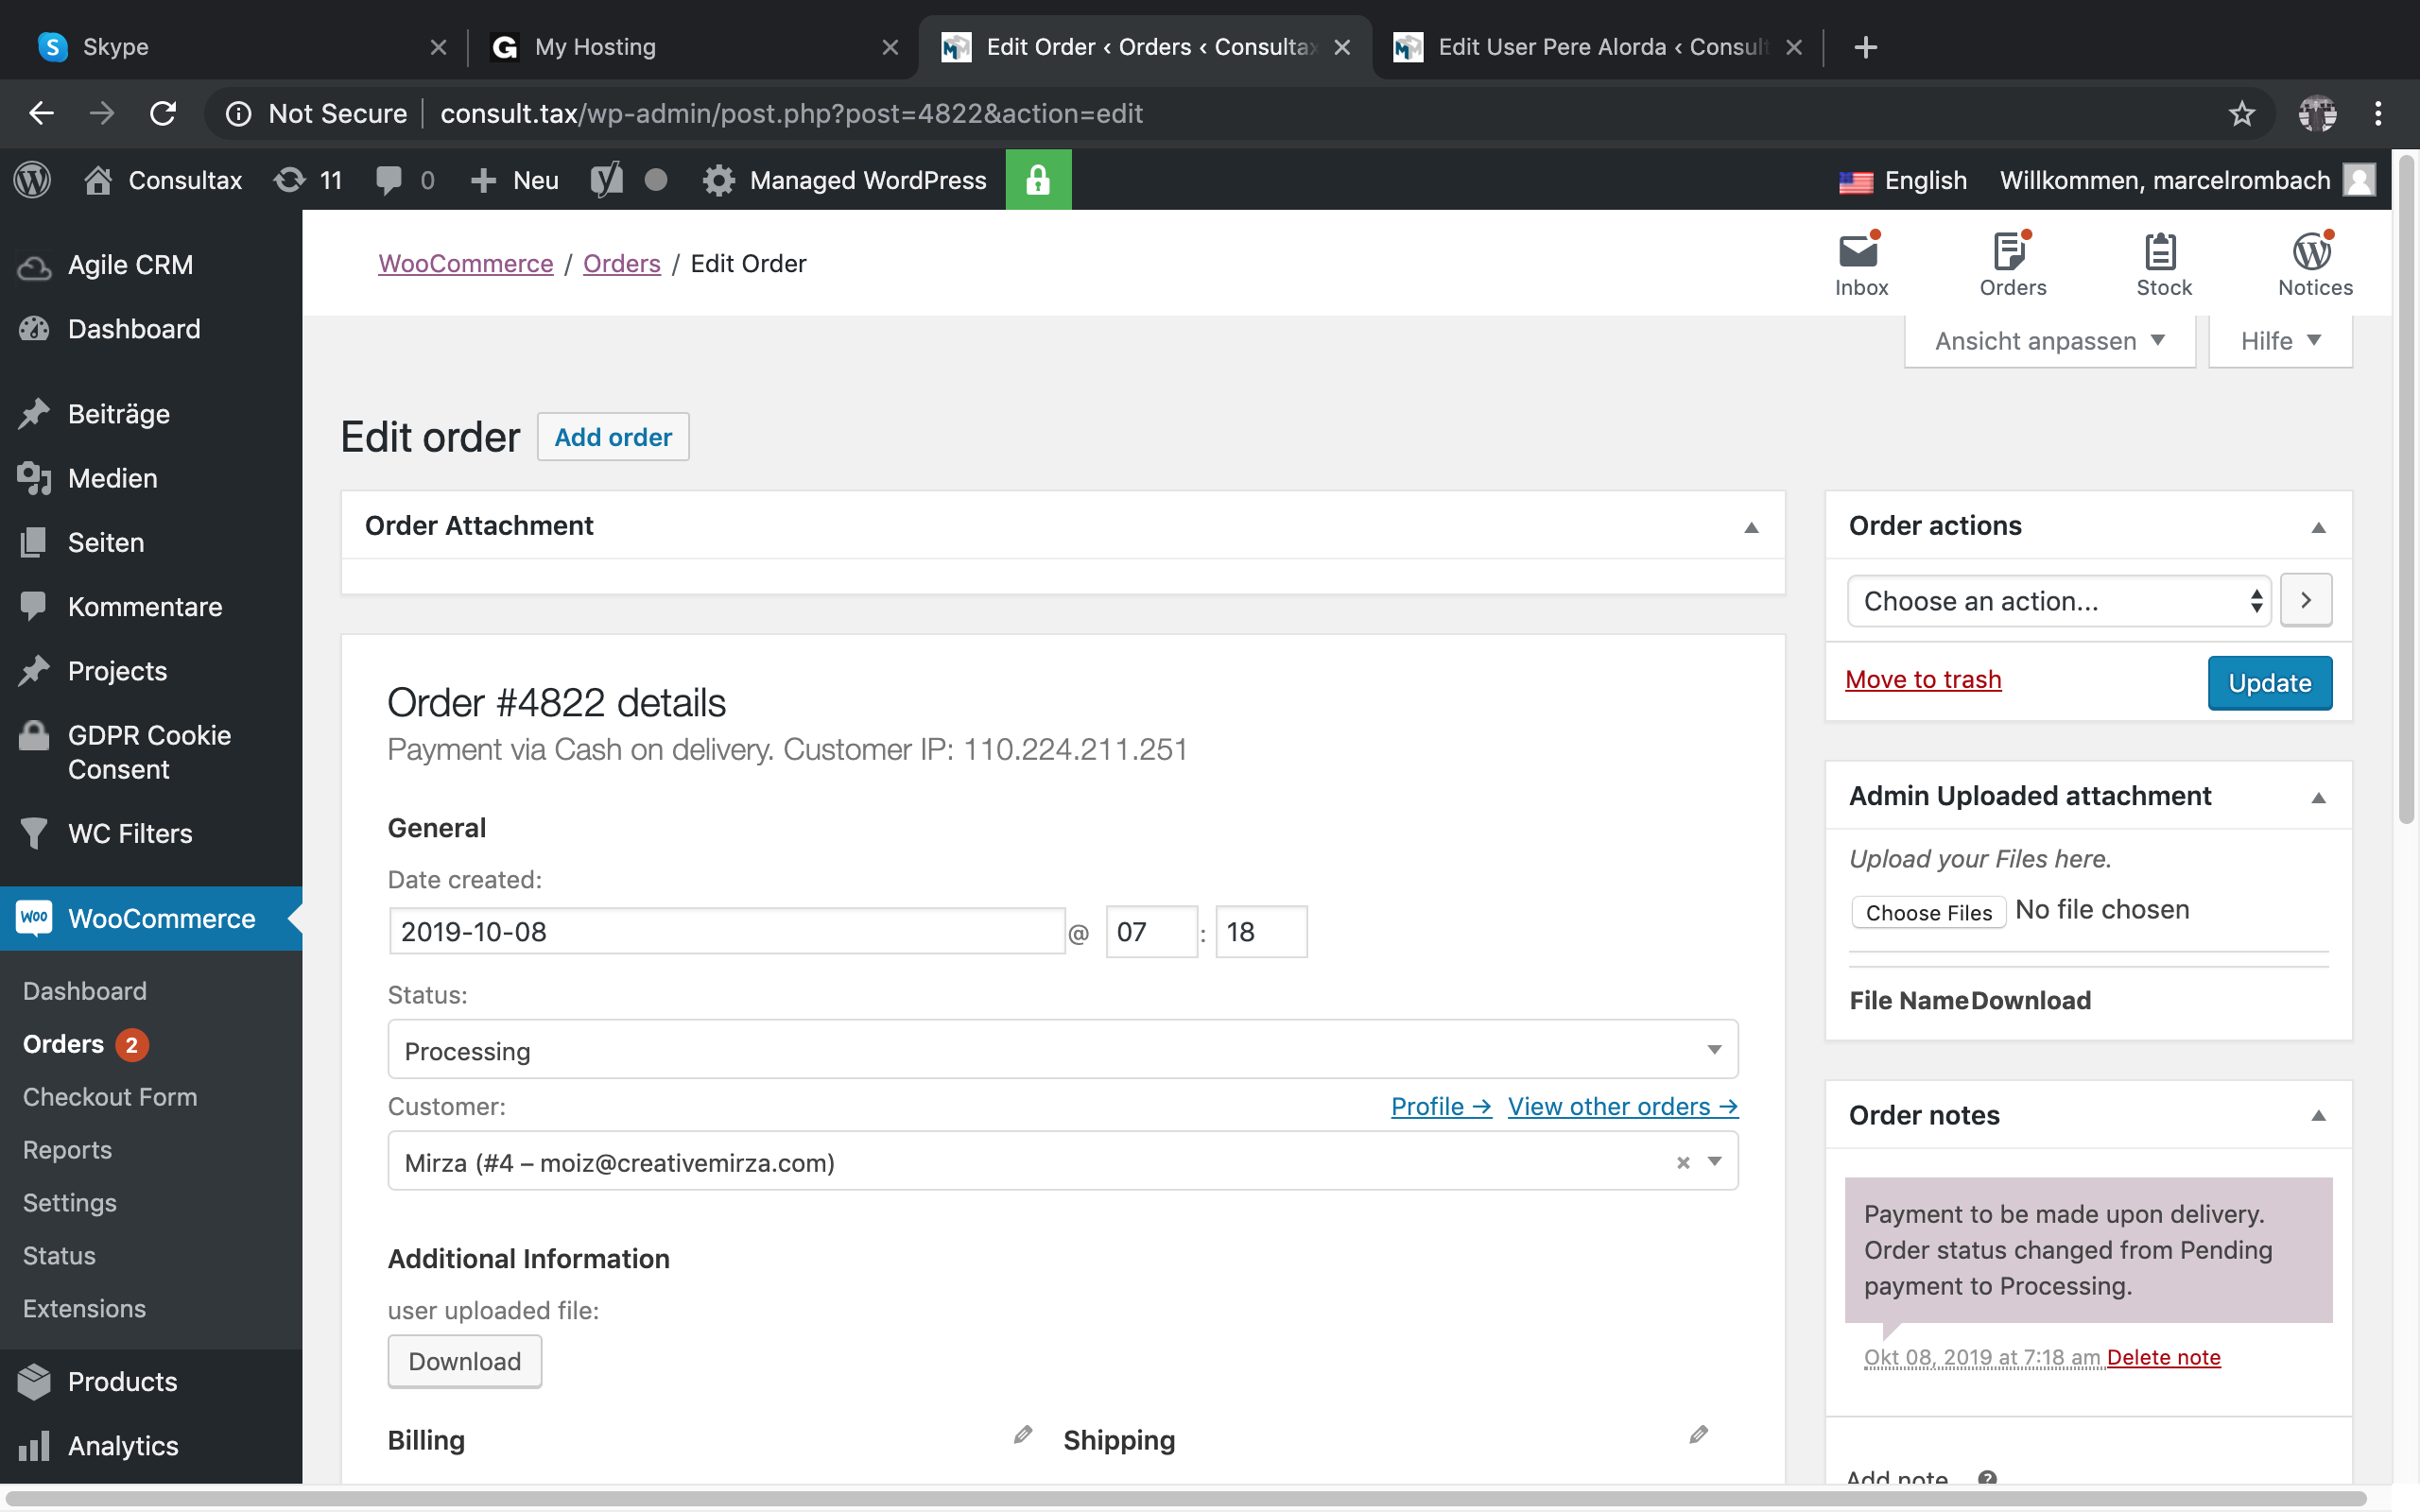 Skype
My Hosting
Edit Order ‹ Orders ‹ Consultax
Edit User Pere Alorda ‹ Consult
Not Secure
consult.tax/wp-admin/post.php?post=4822&action=edit
Consultax
11
0
Neu
Managed WordPress
English
Willkommen, marcelrombach
Agile CRM
Dashboard
Beiträge
Medien
Seiten
Kommentare
Projects
GDPR Cookie
Consent
WC Filters
Woo
WooCommerce
Dashboard
Orders 2
Checkout Form
Reports
Settings
Status
Extensions
Products
Analytics
WooCommerce / Orders / Edit Order
Inbox
Orders
Stock
Notices
Ansicht anpassen
Hilfe
Edit order
Add order
Order Attachment
Order #4822 details
Payment via Cash on delivery. Customer IP: 110.224.211.251
General
Date created:
2019-10-08 @ 07 : 18
Status:
Processing
Customer:
Profile →
View other orders →
Mirza (#4 – moiz@creativemirza.com)
×
Additional Information
user uploaded file:
Download
Billing
Shipping
Order actions
Choose an action...
Move to trash
Update
Admin Uploaded attachment
Upload your Files here.
Choose Files No file chosen
File Name Download
Order notes
Payment to be made upon delivery.
Order status changed from Pending
payment to Processing.
Okt 08, 2019 at 7:18 am Delete note
Add note ?